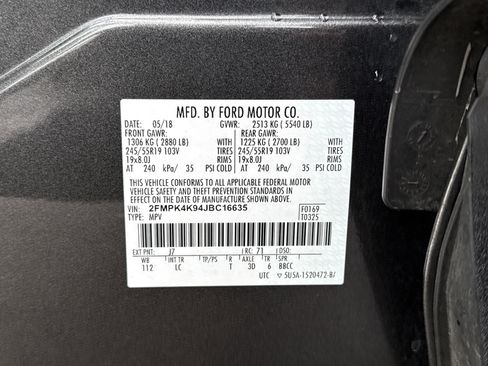 MFD. BY FORD MOTOR CO.
DATE: 05/18 GVWR: 2513 KG ( 5540 LB)
FRONT GAWR: REAR GAWR:
1306 KG ( 2880 LB) WITH 1225 KG ( 2700 LB) WITH
245/55R19 103V TIRES 245/55R19 103V TIRES
19x8.0J RIMS 19x8.0J RIMS
AT 240 kPa/ 35 PSI COLD AT 240 kPa/ 35 PSI COLD
THIS VEHICLE CONFORMS TO ALL APPLICABLE FEDERAL MOTOR
VEHICLE SAFETY AND THEFT PREVENTION STANDARDS IN
EFFECT ON THE DATE OF MANUFACTURE SHOWN ABOVE.
VIN: 2FMPK4K94JBC16635 F0169
TYPE: MPV T0325
EXT PNT: J7 RC: 71 DSO:
WB INT TR TP/PS R AXLE TR SPR
112 LC T 3D 6 BBCC
UTC ▽ 5U5A-1520472-B/